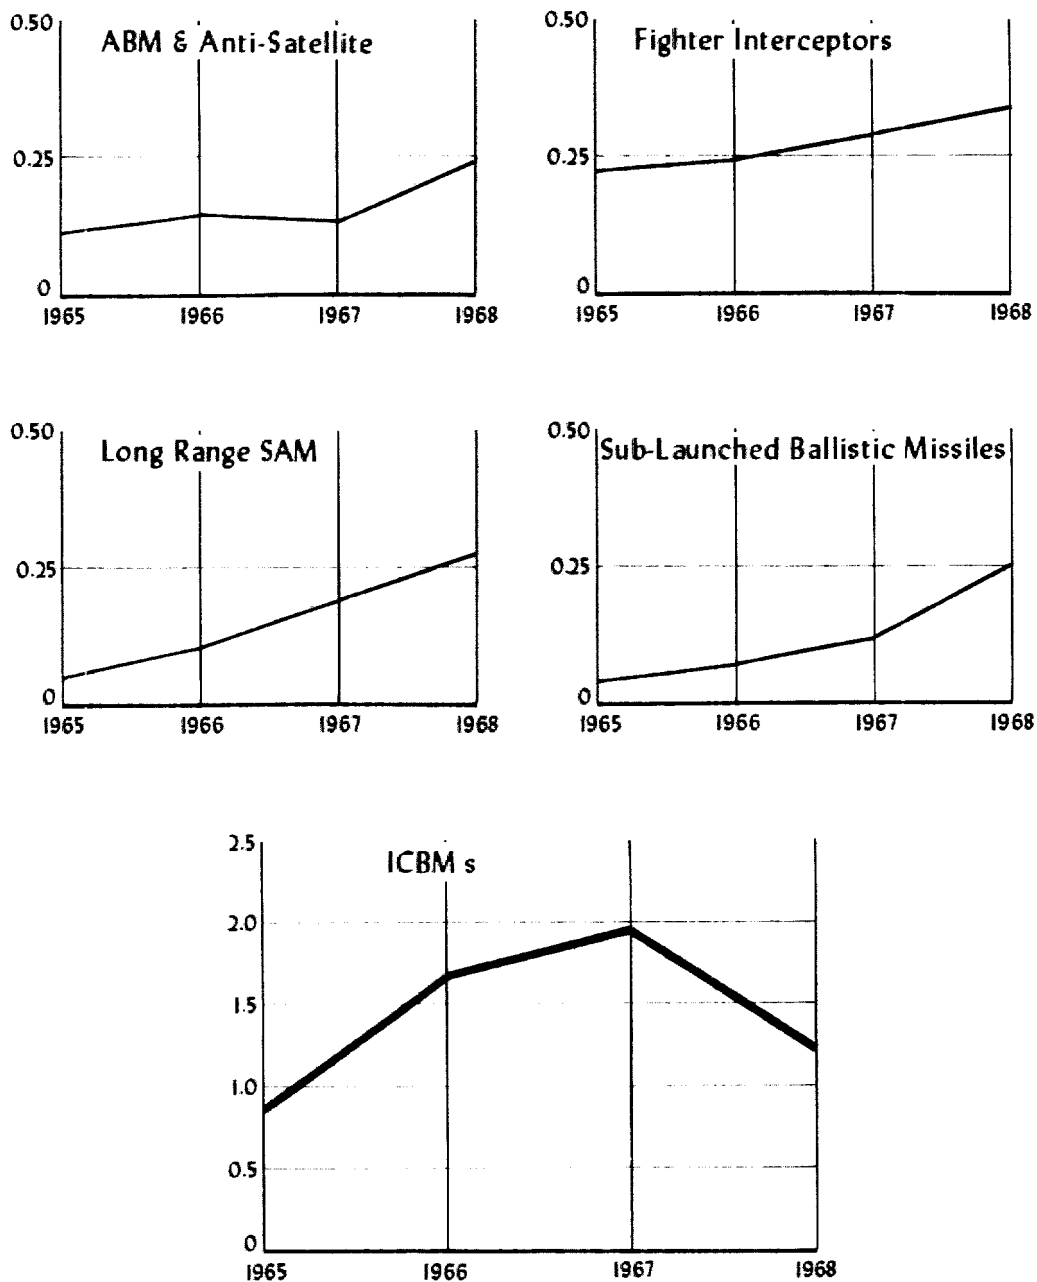 ABM & Anti-Satellite
0.50
0.25
0
1965 1966 1967 1968
Fighter Interceptors
0.50
0.25
0
1965 1966 1967 1968
Long Range SAM
0.50
0.25
0
1965 1966 1967 1968
Sub-Launched Ballistic Missiles
0.50
0.25
0
1965 1966 1967 1968
ICBM s
2.5
2.0
1.5
1.0
0.5
0
1965 1966 1967 1968